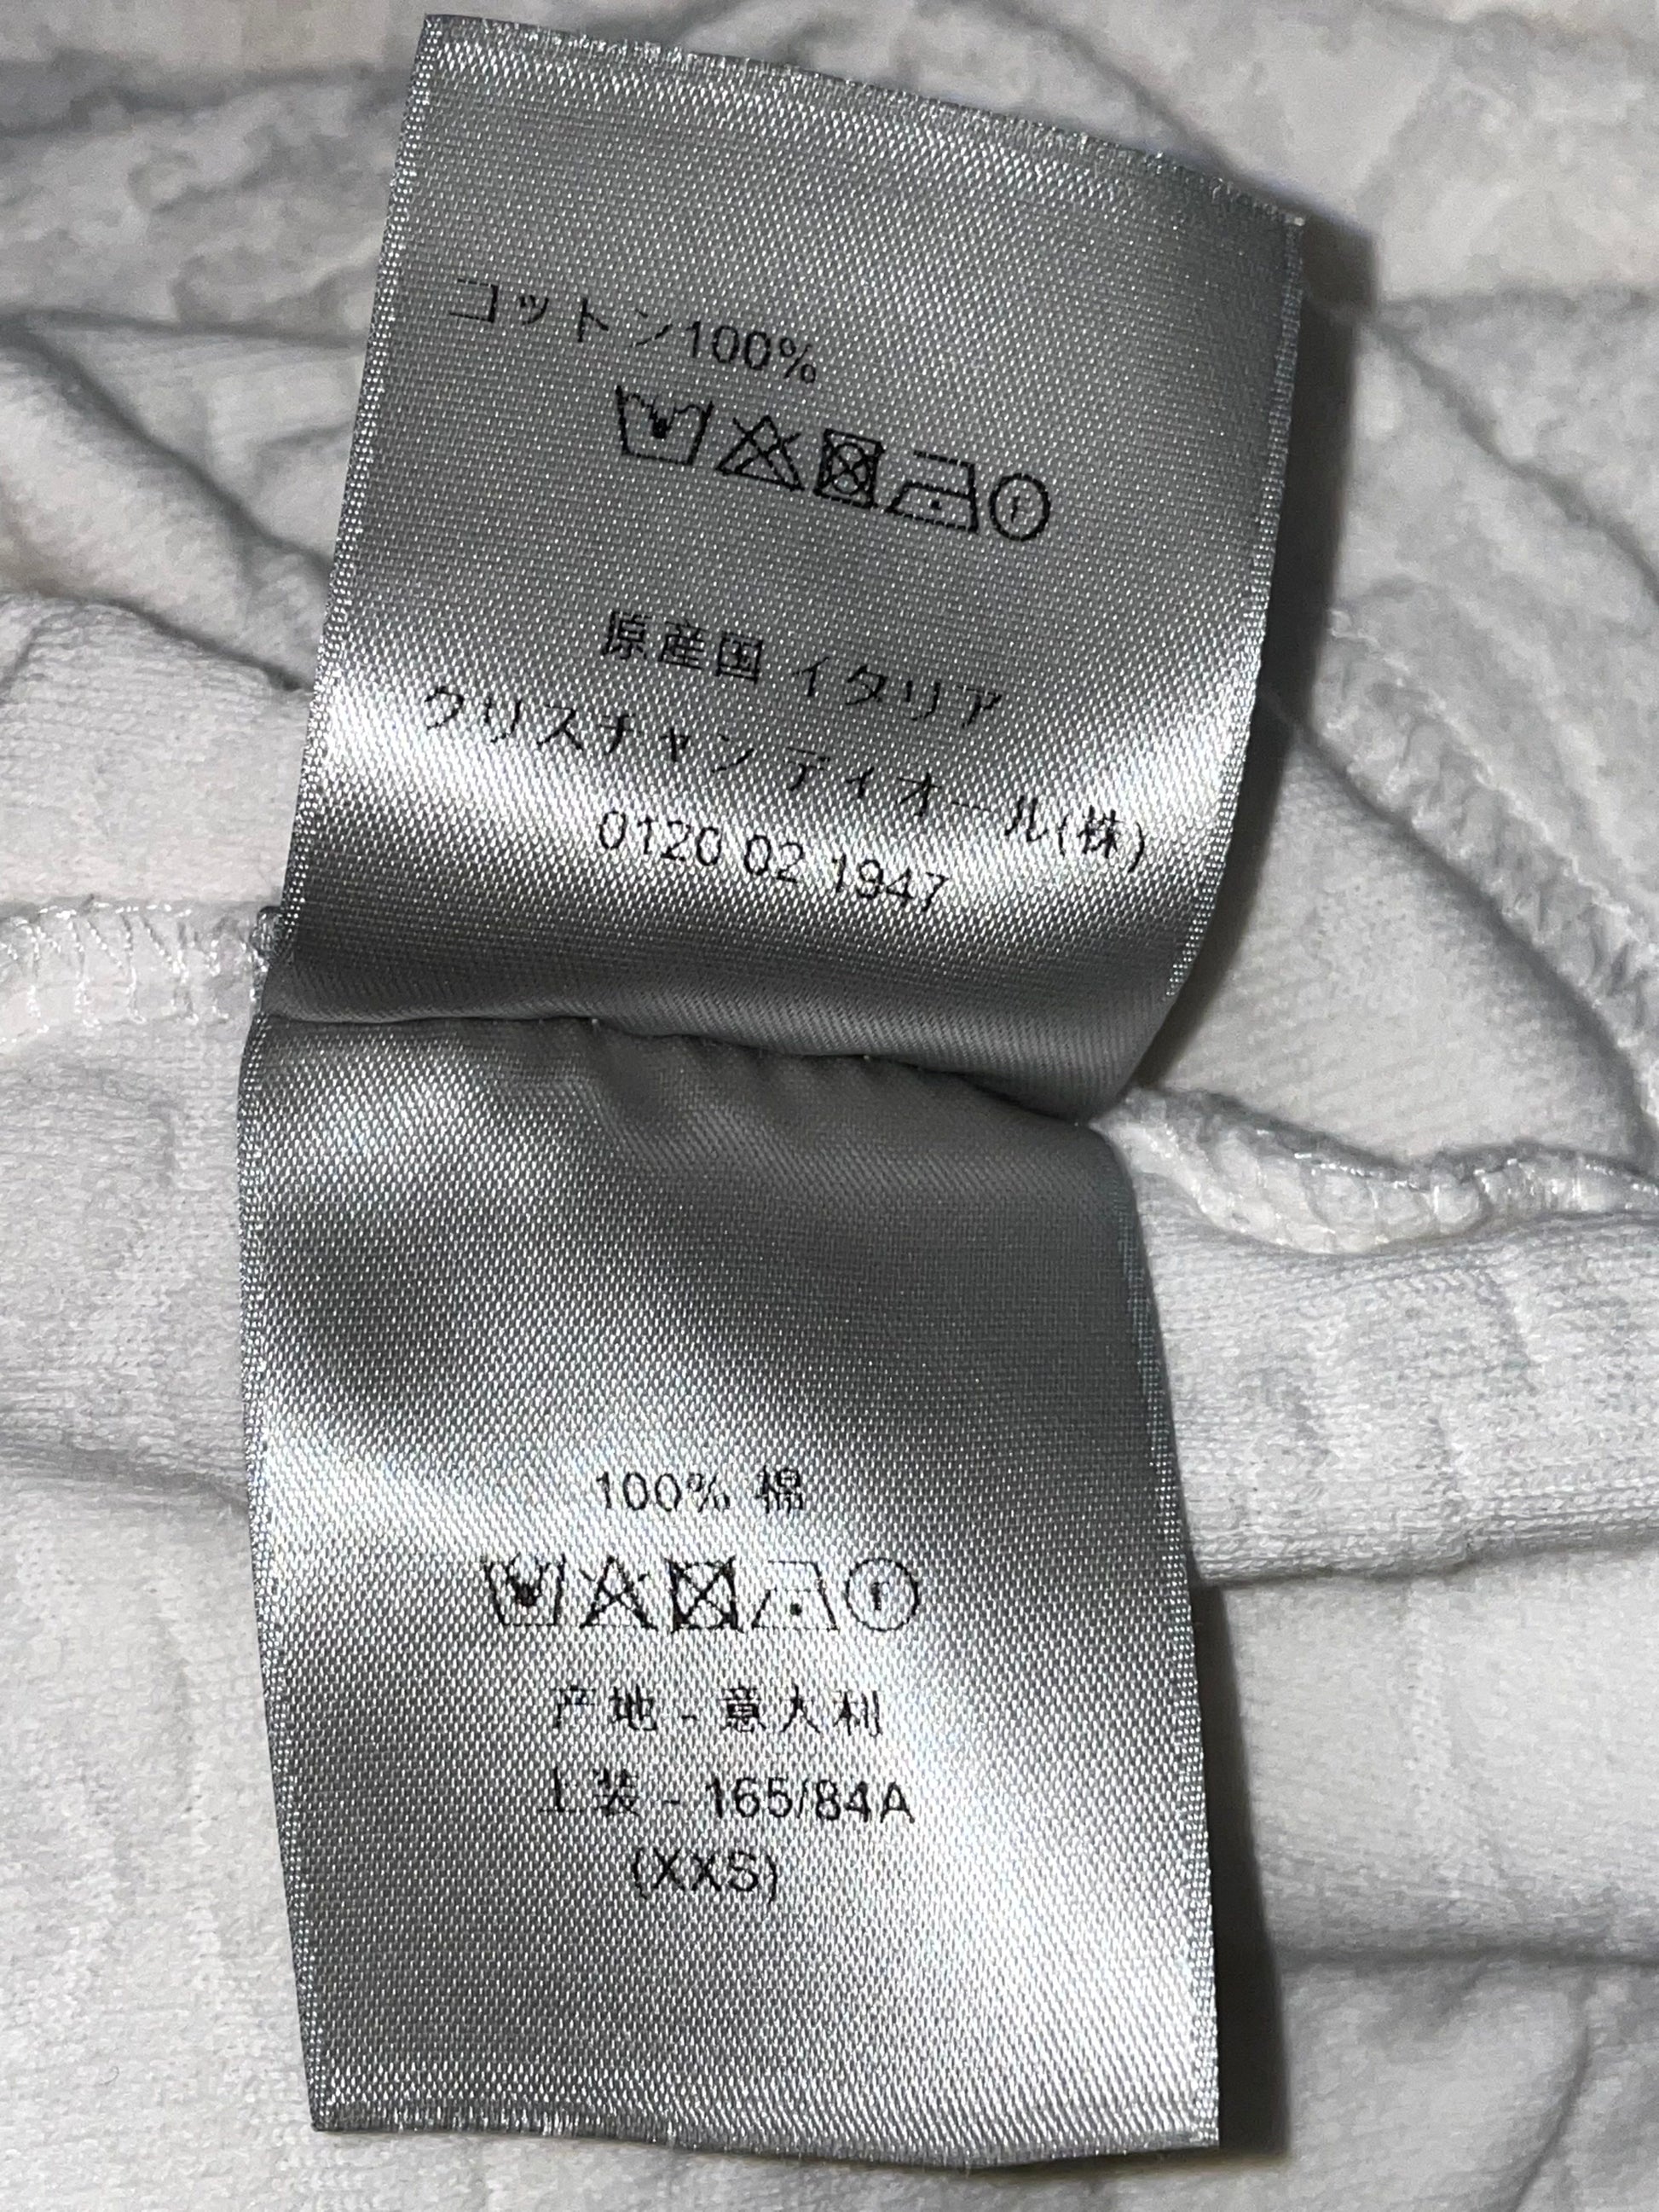 コットン100%
原産国 イタリア
クリスチャン ディオール(株)
0120 02 1947
100% 棉
产地 - 意大利
上装 - 165/84A
(XXS)